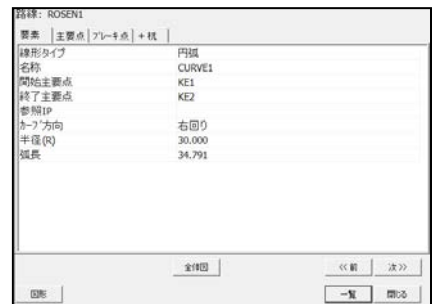 路線: ROSEN1
要素 主要点 ブレーキ点 +杭
線形タイプ 円弧
名称 CURVE1
開始主要点 KE1
終了主要点 KE2
参照IP
カーブ方向 右回り
半径(R) 30.000
弧長 34.791
全体図 <<前 次>>
図形 一覧 閉じる